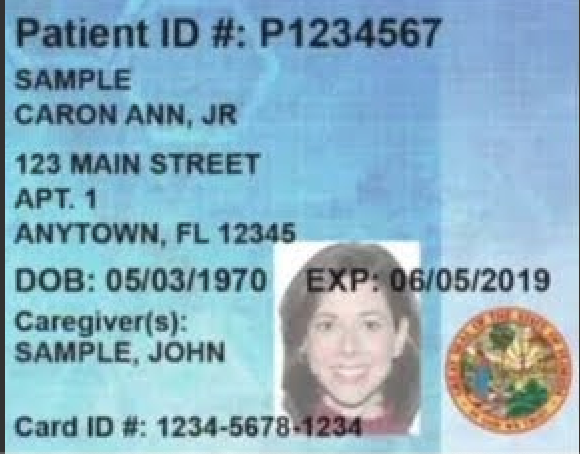 Patient ID #: P1234567
SAMPLE
CARON ANN, JR
123 MAIN STREET
APT. 1
ANYTOWN, FL 12345
DOB: 05/03/1970 EXP: 06/05/2019
Caregiver(s):
SAMPLE, JOHN
Card ID #: 1234-5678-1234